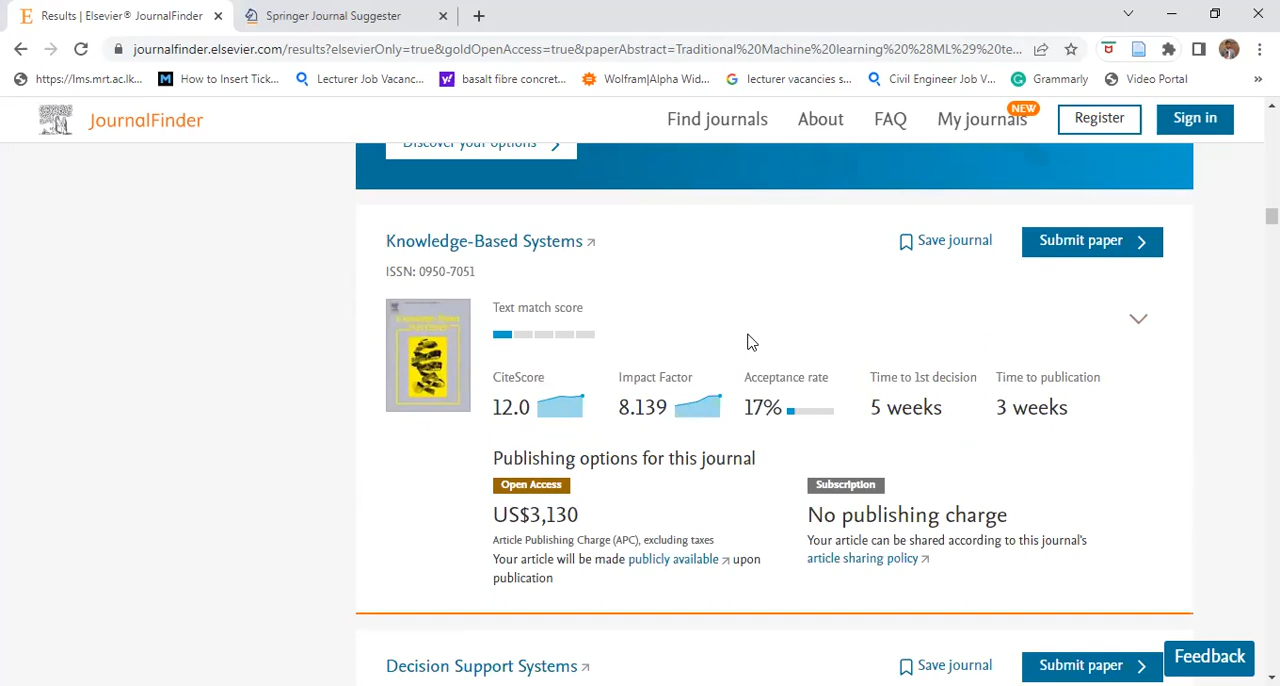 Results | Elsevier® JournalFinder
Springer Journal Suggester
journalfinder.elsevier.com/results?elsevierOnly=true&goldOpenAccess=true&paperAbstract=Traditional%20Machine%20learning%20%28ML%29%20te...
https://lms.mrt.ac.lk...
How to Insert Tick...
Lecturer Job Vacanc...
basalt fibre concret...
Wolfram|Alpha Wid...
lecturer vacancies s...
Civil Engineer Job V...
Grammarly
Video Portal
JournalFinder
Find journals
About
FAQ
My journals
NEW
Register
Sign in
Discover your options
Knowledge-Based Systems
Save journal
Submit paper
ISSN: 0950-7051
Text match score
CiteScore
Impact Factor
Acceptance rate
Time to 1st decision
Time to publication
12.0
8.139
17%
5 weeks
3 weeks
Publishing options for this journal
Open Access
US$3,130
Article Publishing Charge (APC), excluding taxes
Your article will be made publicly available upon
publication
Subscription
No publishing charge
Your article can be shared according to this journal's
article sharing policy
Decision Support Systems
Save journal
Submit paper
Feedback